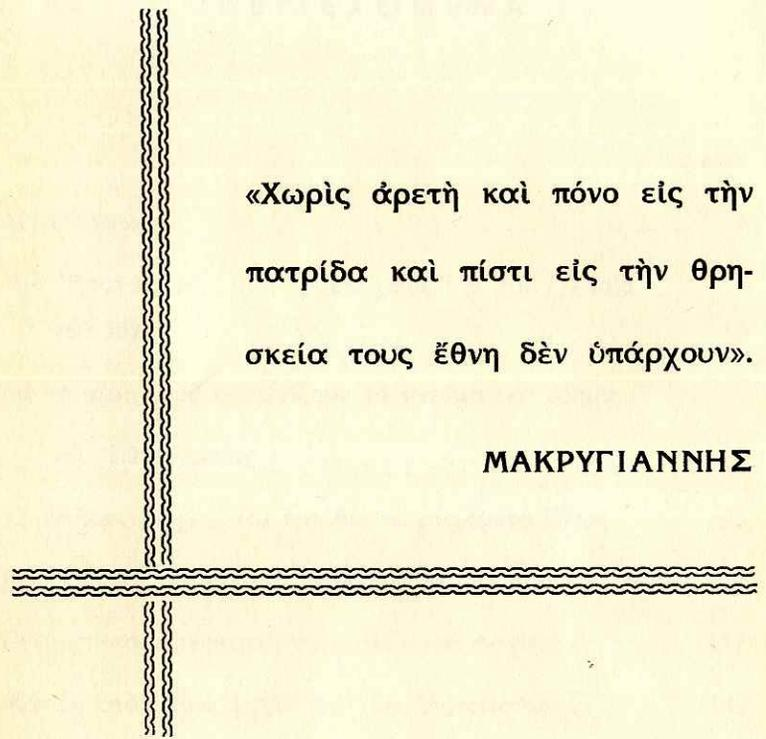 «Χωρὶς ἀρετὴ καὶ πόνο εἰς τὴν
πατρίδα καὶ πίστι εἰς τὴν θρη-
σκεία τους ἔθνη δὲν ὑπάρχουν».
ΜΑΚΡΥΓΙΑΝΝΗΣ